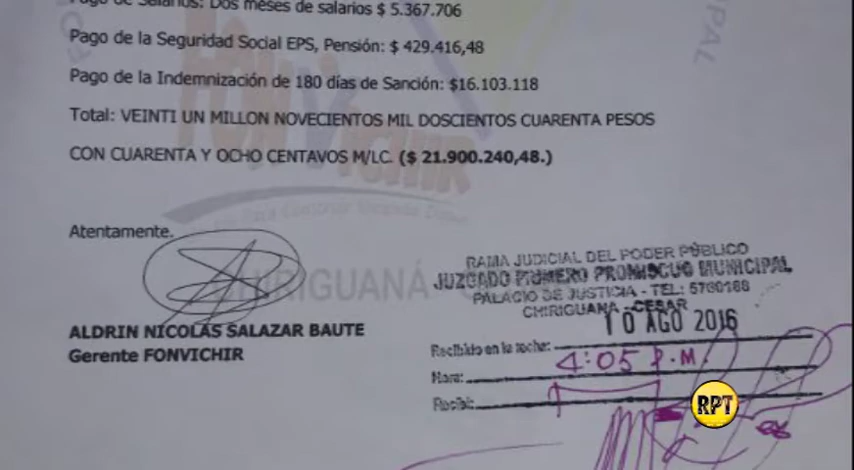 Pago de Salarios: Dos meses de salarios $ 5.367.706
Pago de la Seguridad Social EPS, Pensión: $ 429.416,48
Pago de la Indemnización de 180 días de Sanción: $16.103.118
Total: VEINTI UN MILLON NOVECIENTOS MIL DOSCIENTOS CUARENTA PESOS
CON CUARENTA Y OCHO CENTAVOS M/LC. ($ 21.900.240,48.)
FONVICHIR
Atentamente.
CHIRIGUANÁ
ALDRIN NICOLAS SALAZAR BAUTE
Gerente FONVICHIR
RAMA JUDICIAL DEL PODER PÚBLICO
JUZGADO PRIMERO PROMISCUO MUNICIPAL
PALACIO DE JUSTICIA - TEL: 5760188
CHIRIGUANA - CESAR
10 AGO 2016
Recibido en la
4:05 P.M.
Hora:
Recibí:
RPT